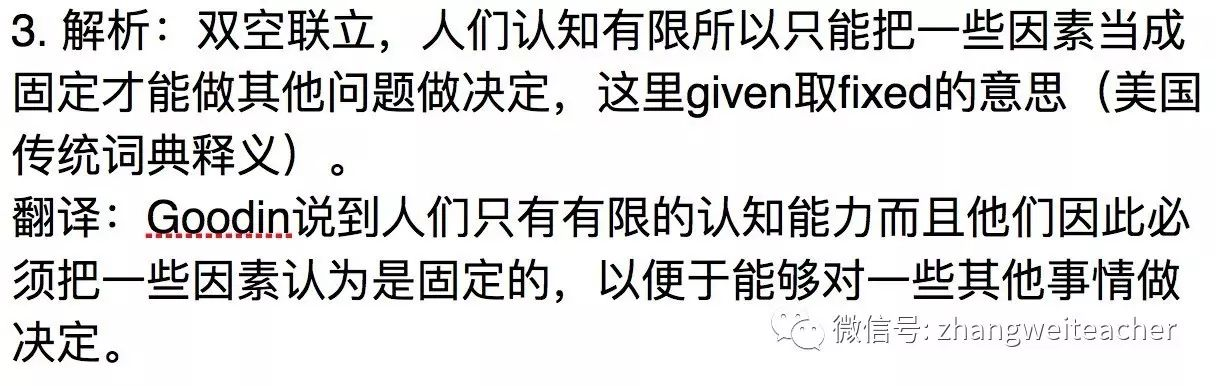 3. 解析：双空联立，人们认知有限所以只能把一些因素当成
固定才能做其他问题做决定，这里given取fixed的意思（美国
传统词典释义）。
翻译：Goodin说到人们只有有限的认知能力而且他们因此必
须把一些因素认为是固定的，以便于能够对一些其他事情做
决定。
微信号: zhangweiteacher